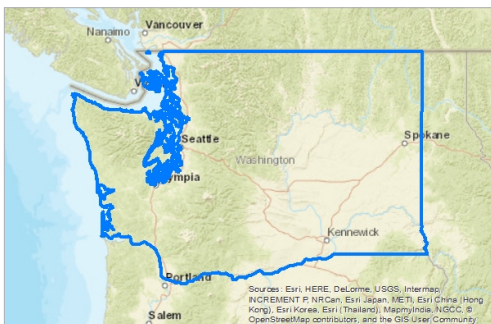 Vancouver
Nanaimo
V
Seattle
Spokane
Washington
ympia
Kennewick
Portland
Salem
Sources: Esri, HERE, DeLorme, USGS, Intermap,
INCREMENT P, NRCan, Esri Japan, METI, Esri China (Hong
Kong), Esri Korea, Esri (Thailand), MapmyIndia, NGCC, ©
OpenStreetMap contributors, and the GIS User Community